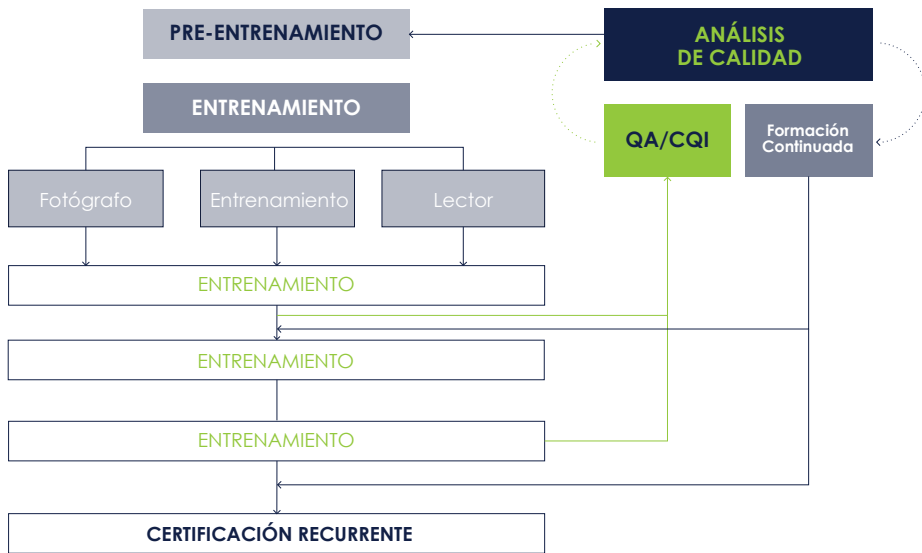 PRE-ENTRENAMIENTO
ANÁLISIS
DE CALIDAD
ENTRENAMIENTO
QA/CQI
Formación
Continuada
Fotógrafo
Entrenamiento
Lector
ENTRENAMIENTO
ENTRENAMIENTO
ENTRENAMIENTO
CERTIFICACIÓN RECURRENTE